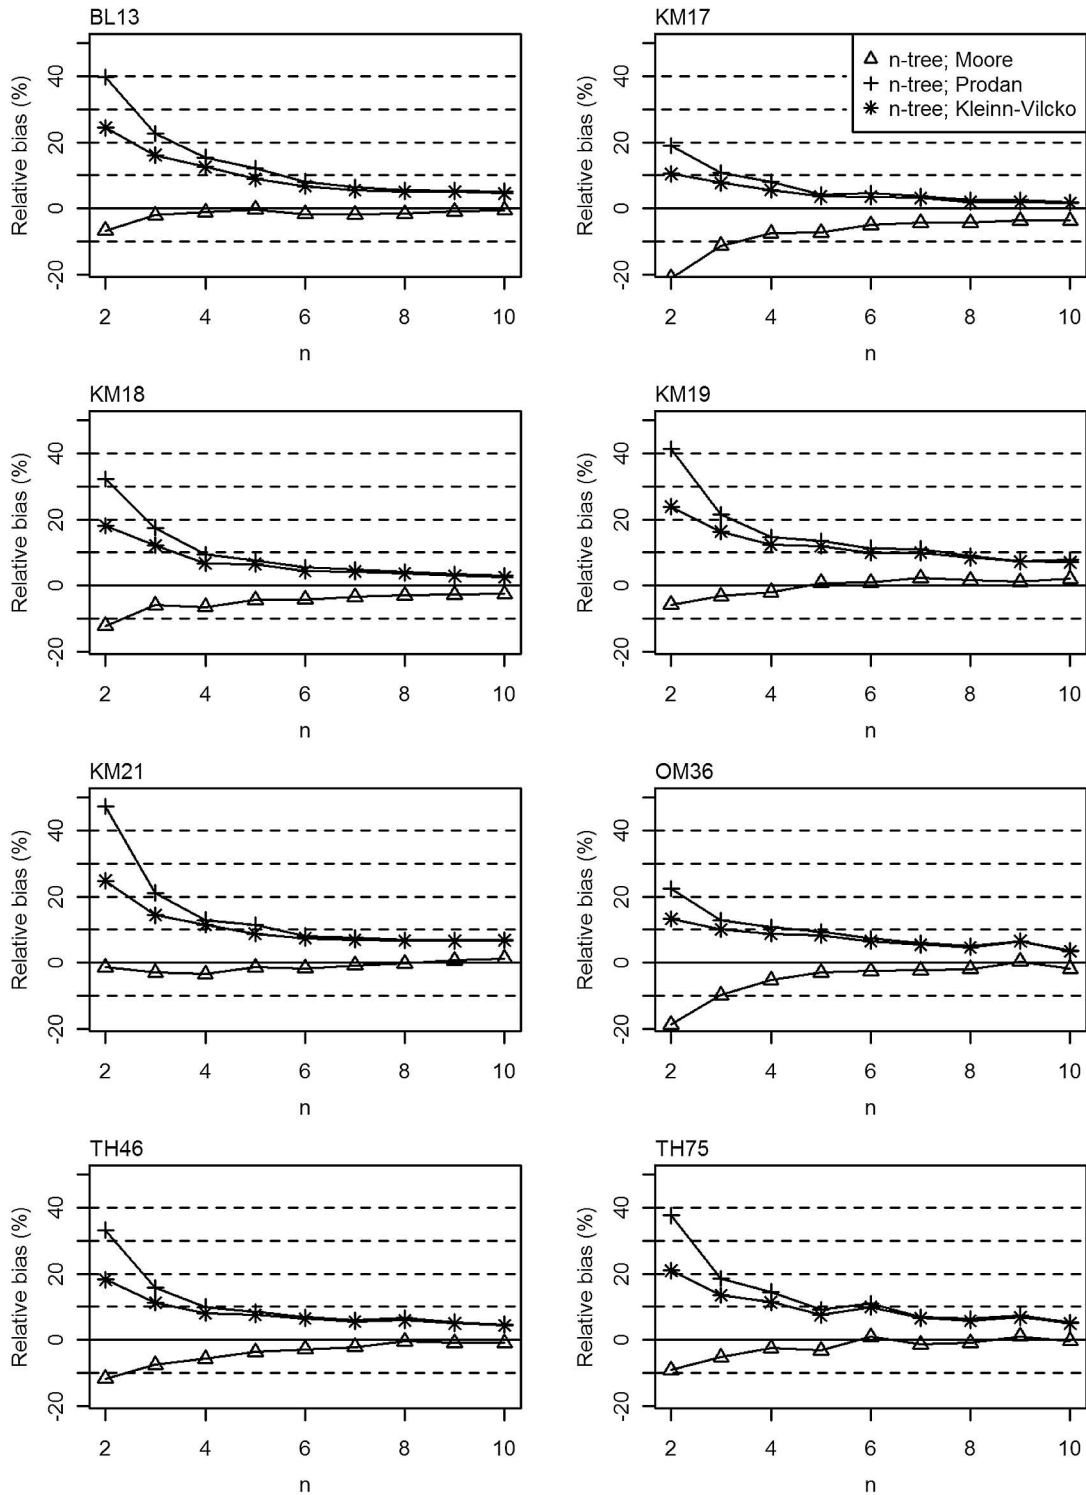 BL13
Relative bias (%)
-20 0 20 40
2 4 6 8 10
n
KM17
n-tree; Moore
n-tree; Prodan
n-tree; Kleinn-Vilcko
Relative bias (%)
-20 0 20 40
2 4 6 8 10
n
KM18
Relative bias (%)
-20 0 20 40
2 4 6 8 10
n
KM19
Relative bias (%)
-20 0 20 40
2 4 6 8 10
n
KM21
Relative bias (%)
-20 0 20 40
2 4 6 8 10
n
OM36
Relative bias (%)
-20 0 20 40
2 4 6 8 10
n
TH46
Relative bias (%)
-20 0 20 40
2 4 6 8 10
n
TH75
Relative bias (%)
-20 0 20 40
2 4 6 8 10
n